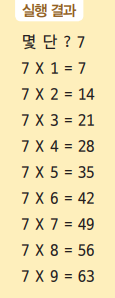 실행 결과
몇 단 ? 7
7 X 1 = 7
7 X 2 = 14
7 X 3 = 21
7 X 4 = 28
7 X 5 = 35
7 X 6 = 42
7 X 7 = 49
7 X 8 = 56
7 X 9 = 63